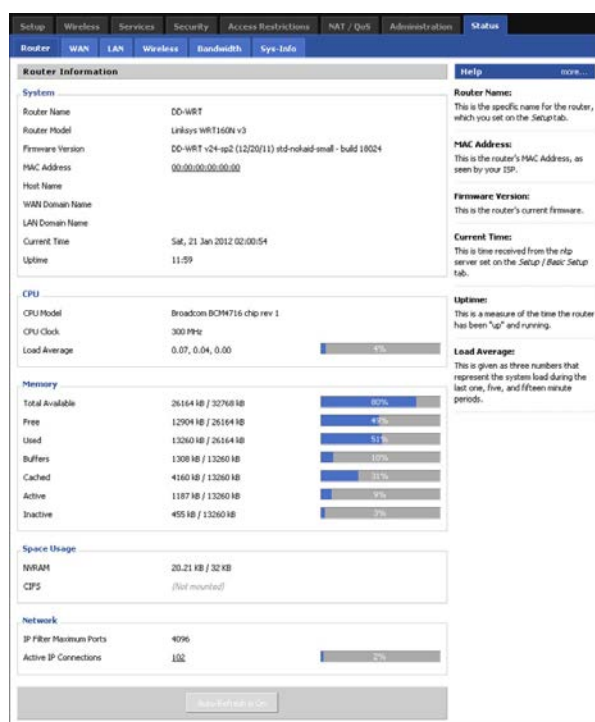 Setup Wireless Services Security Access Restrictions NAT / QoS Administration Status
Router WAN LAN Wireless Bandwidth Sys-Info
Router Information
System
Router Name DD-WRT
Router Model Linksys WRT160N v3
Firmware Version DD-WRT v24-sp2 (12/20/11) std-nokaid-small - build 18024
MAC Address 00:00:00:00:00:00
Host Name
WAN Domain Name
LAN Domain Name
Current Time Sat, 21 Jan 2012 02:00:54
Uptime 11:59
CPU
CPU Model Broadcom BCM4716 chip rev 1
CPU Clock 300 MHz
Load Average 0.07, 0.04, 0.00 4%
Memory
Total Available 26164 kB / 32768 kB 80%
Free 12904 kB / 26164 kB 49%
Used 13260 kB / 26164 kB 51%
Buffers 1308 kB / 13260 kB 10%
Cached 4160 kB / 13260 kB 31%
Active 1187 kB / 13260 kB 9%
Inactive 455 kB / 13260 kB 3%
Space Usage
NVRAM 20.21 KB / 32 KB
CIFS (Not mounted)
Network
IP Filter Maximum Ports 4096
Active IP Connections 102 2%
Auto-Refresh is On
Help more...
Router Name:
This is the specific name for the router,
which you set on the Setup tab.
MAC Address:
This is the router's MAC Address, as
seen by your ISP.
Firmware Version:
This is the router's current firmware.
Current Time:
This is time received from the ntp
server set on the Setup / Basic Setup
tab.
Uptime:
This is a measure of the time the router
has been "up" and running.
Load Average:
This is given as three numbers that
represent the system load during the
last one, five, and fifteen minute
periods.